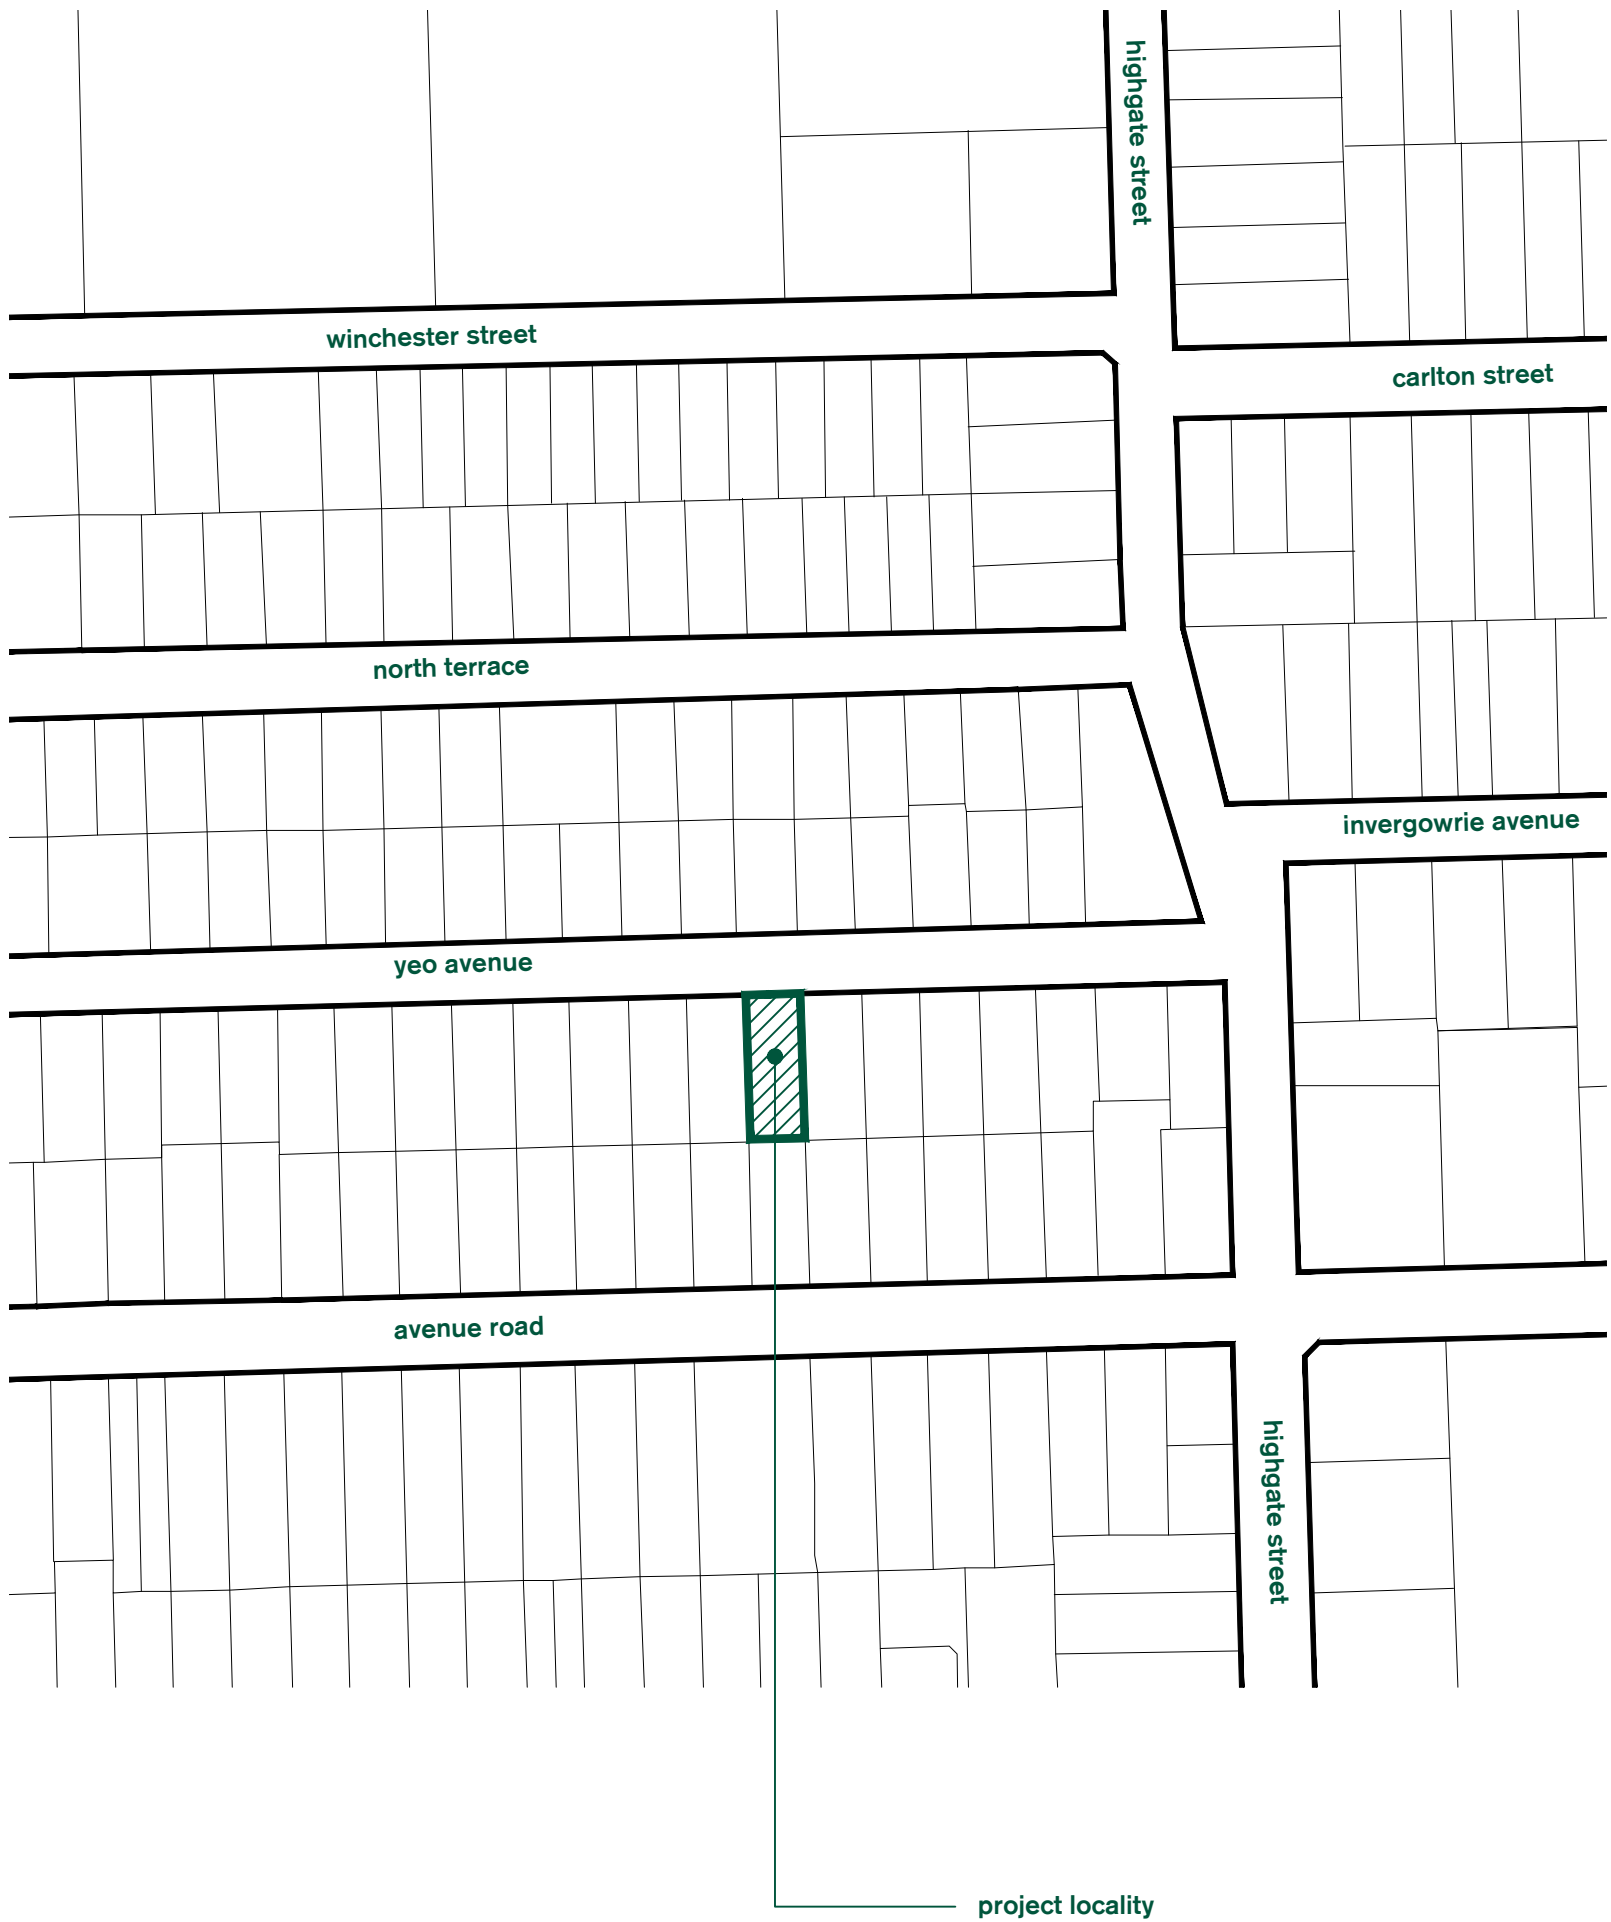 highgate street
winchester street
carlton street
north terrace
invergowrie avenue
yeo avenue
avenue road
highgate street
project locality